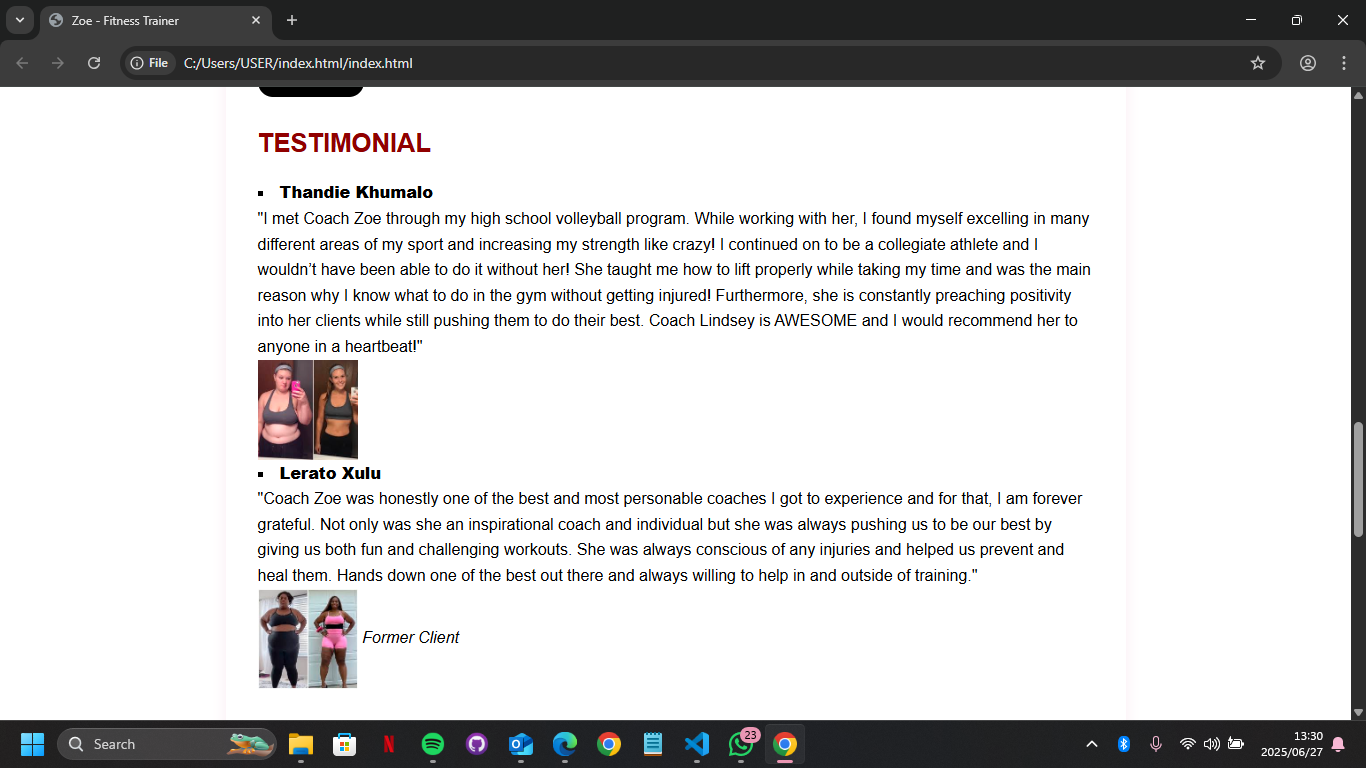 Zoe - Fitness Trainer
File
C:/Users/USER/index.html/index.html
TESTIMONIAL
Thandie Khumalo
"I met Coach Zoe through my high school volleyball program. While working with her, I found myself excelling in many
different areas of my sport and increasing my strength like crazy! I continued on to be a collegiate athlete and I
wouldn’t have been able to do it without her! She taught me how to lift properly while taking my time and was the main
reason why I know what to do in the gym without getting injured! Furthermore, she is constantly preaching positivity
into her clients while still pushing them to do their best. Coach Lindsey is AWESOME and I would recommend her to
anyone in a heartbeat!"
Lerato Xulu
"Coach Zoe was honestly one of the best and most personable coaches I got to experience and for that, I am forever
grateful. Not only was she an inspirational coach and individual but she was always pushing us to be our best by
giving us both fun and challenging workouts. She was always conscious of any injuries and helped us prevent and
heal them. Hands down one of the best out there and always willing to help in and outside of training."
Former Client
Search
N
23
13:30
2025/06/27